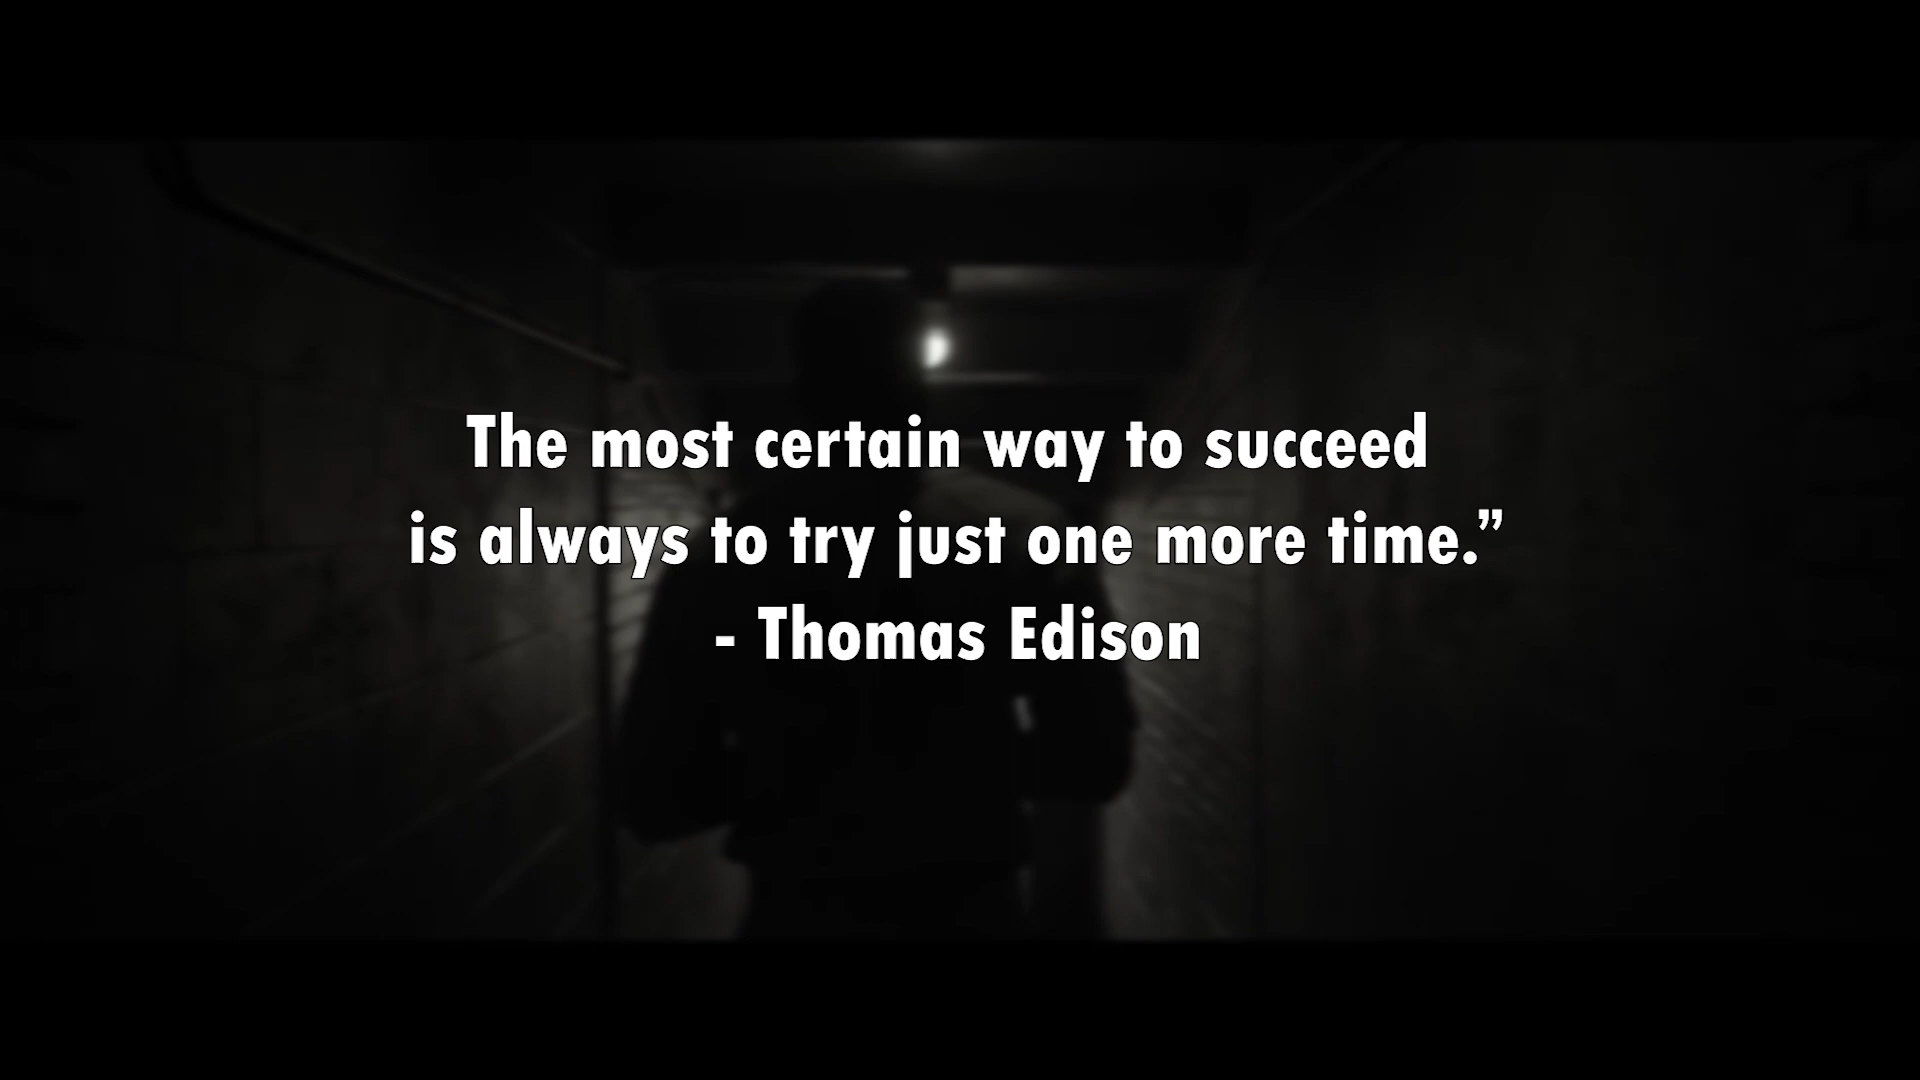 The most certain way to succeed
is always to try just one more time.”
- Thomas Edison